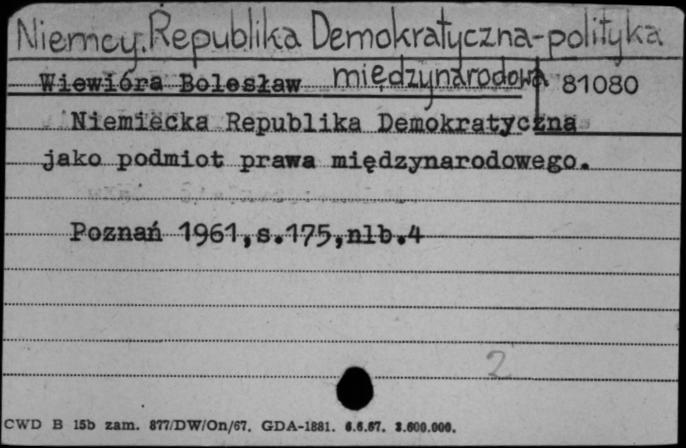 Niemcy. Republika Demokratyczna-polityka
międzynarodowa
Wiewióra Bolesław 81080
Niemiecka Republika Demokratyczna
jako podmiot prawa międzynarodowego.
Poznań 1961, s.175, nlb.4
2
CWD B 15b zam. 877/DW/On/67. GDA-1881. 6.6.67. 3.600.000.